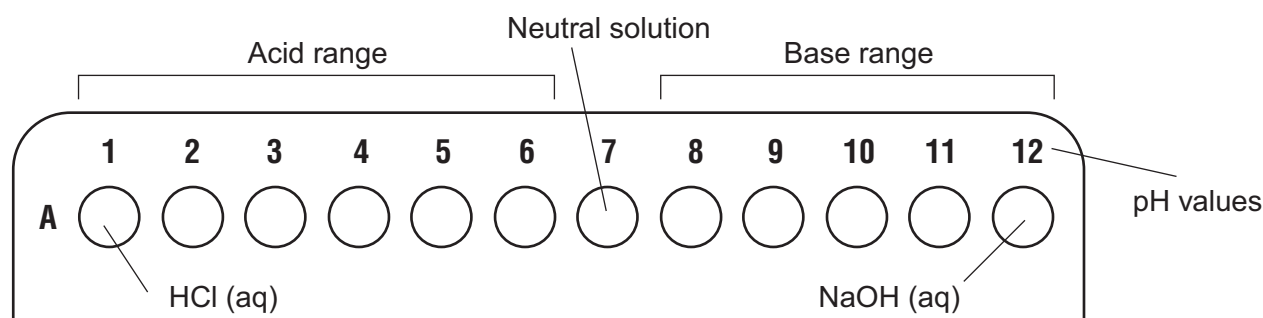 Neutral solution
Acid range
Base range
1 2 3 4 5 6 7 8 9 10 11 12
pH values
A
HCl (aq)
NaOH (aq)